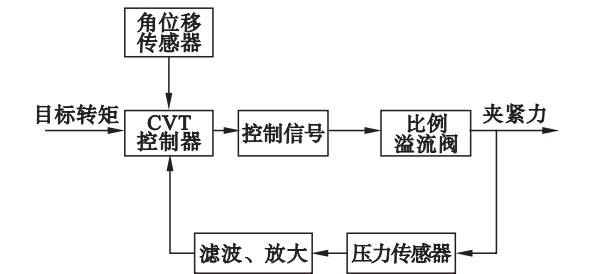 角位移
传感器
目标转矩
CVT
控制器
控制信号
比例
溢流阀
夹紧力
滤波、放大
压力传感器